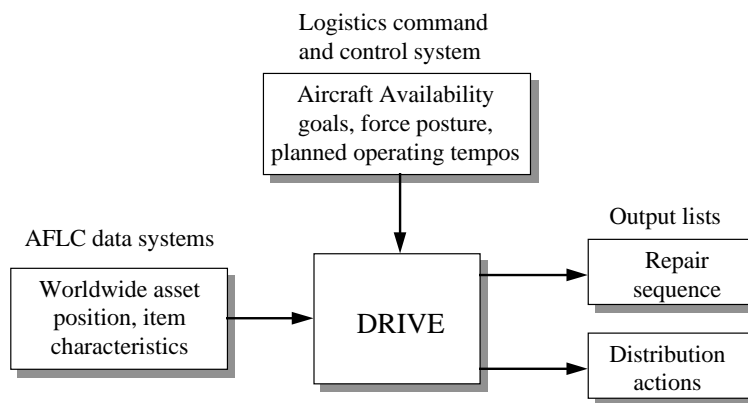 Logistics command
and control system
Aircraft Availability
goals, force posture,
planned operating tempos
AFLC data systems
Worldwide asset
position, item
characteristics
DRIVE
Output lists
Repair
sequence
Distribution
actions